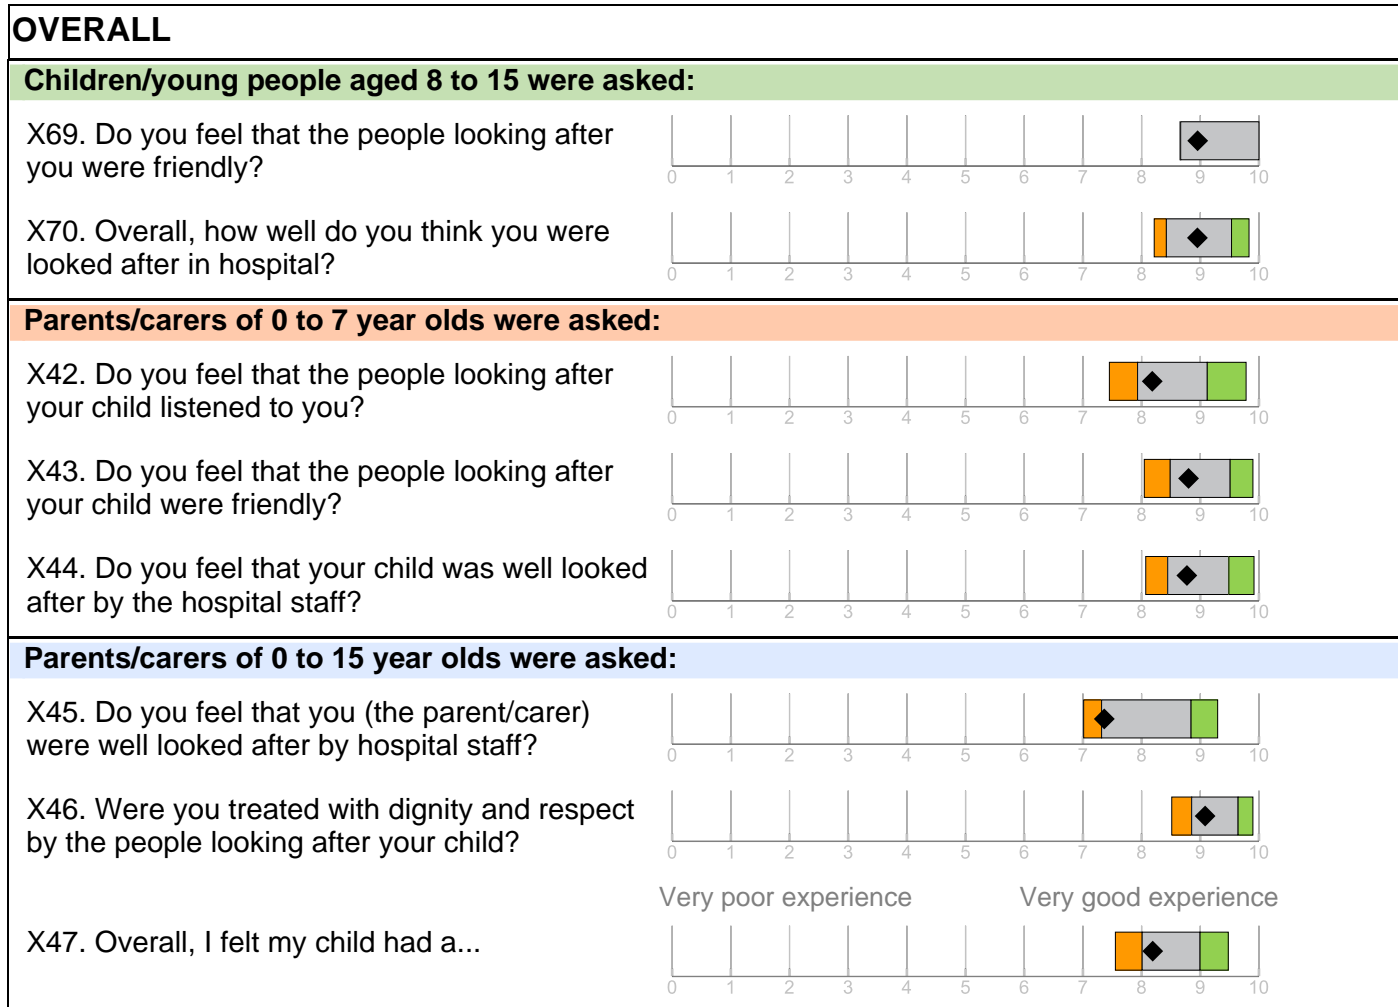 OVERALL
Children/young people aged 8 to 15 were asked:
X69. Do you feel that the people looking after
you were friendly?
0 1 2 3 4 5 6 7 8 9 10
X70. Overall, how well do you think you were
looked after in hospital?
0 1 2 3 4 5 6 7 8 9 10
Parents/carers of 0 to 7 year olds were asked:
X42. Do you feel that the people looking after
your child listened to you?
0 1 2 3 4 5 6 7 8 9 10
X43. Do you feel that the people looking after
your child were friendly?
0 1 2 3 4 5 6 7 8 9 10
X44. Do you feel that your child was well looked
after by the hospital staff?
0 1 2 3 4 5 6 7 8 9 10
Parents/carers of 0 to 15 year olds were asked:
X45. Do you feel that you (the parent/carer)
were well looked after by hospital staff?
0 1 2 3 4 5 6 7 8 9 10
X46. Were you treated with dignity and respect
by the people looking after your child?
0 1 2 3 4 5 6 7 8 9 10
Very poor experience Very good experience
X47. Overall, I felt my child had a...
0 1 2 3 4 5 6 7 8 9 10